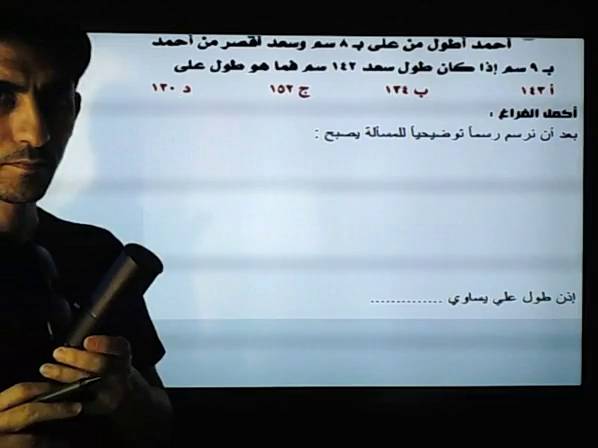 أحمد أطول من على بـ ٨ سم وسعد أقصر من أحمد
بـ ٩ سم إذا كان طول سعد ١٤٢ سم فما هو طول على
أ ١٤٣ ب ١٣٤ ج ١٥٢ د ١٣٠
أكمل الفراغ :
بعد أن نرسم رسماً توضيحياً للمسألة يصبح :
إذن طول علي يساوي ..............